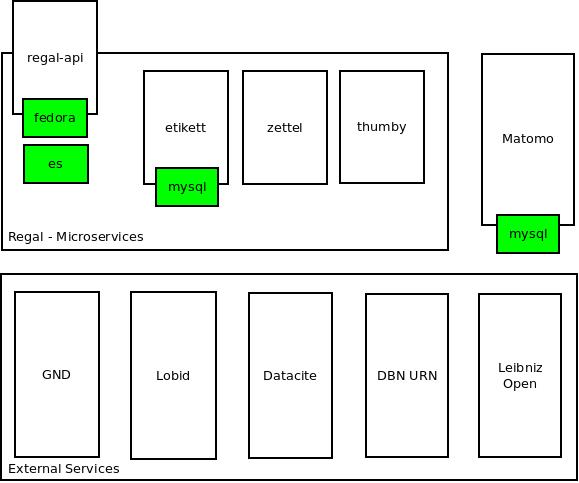 regal-api
fedora
es
etikett
mysql
zettel
thumby
Regal - Microservices
Matomo
mysql
GND
Lobid
Datacite
DBN URN
Leibniz
Open
External Services